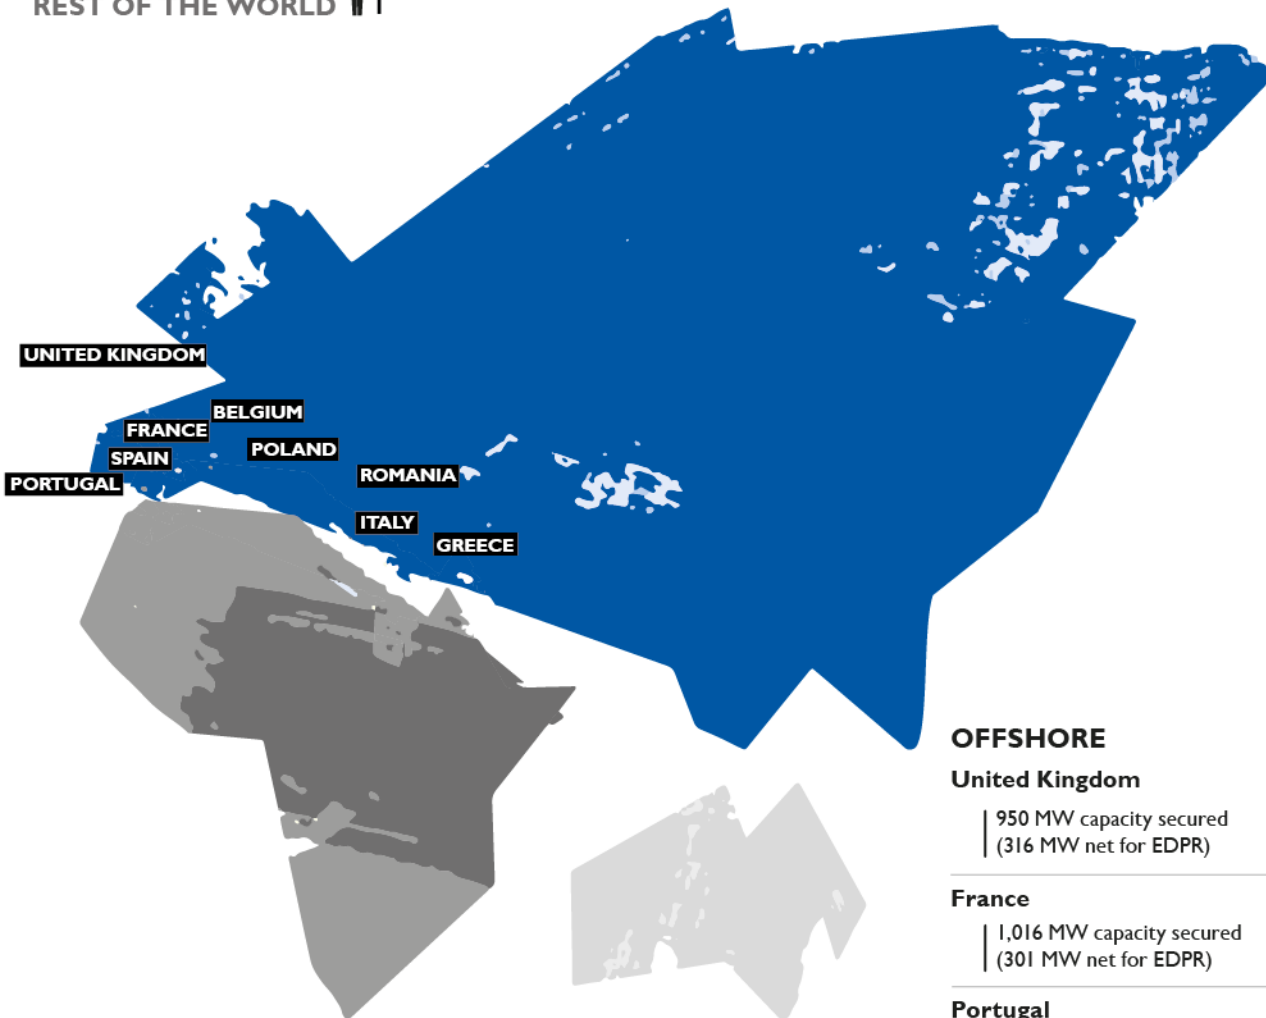 REST OF THE WORLD 1
UNITED KINGDOM
BELGIUM
FRANCE
POLAND
SPAIN
ROMANIA
PORTUGAL
ITALY
GREECE
OFFSHORE
United Kingdom
950 MW capacity secured
(316 MW net for EDPR)
France
1,016 MW capacity secured
(301 MW net for EDPR)
Portugal